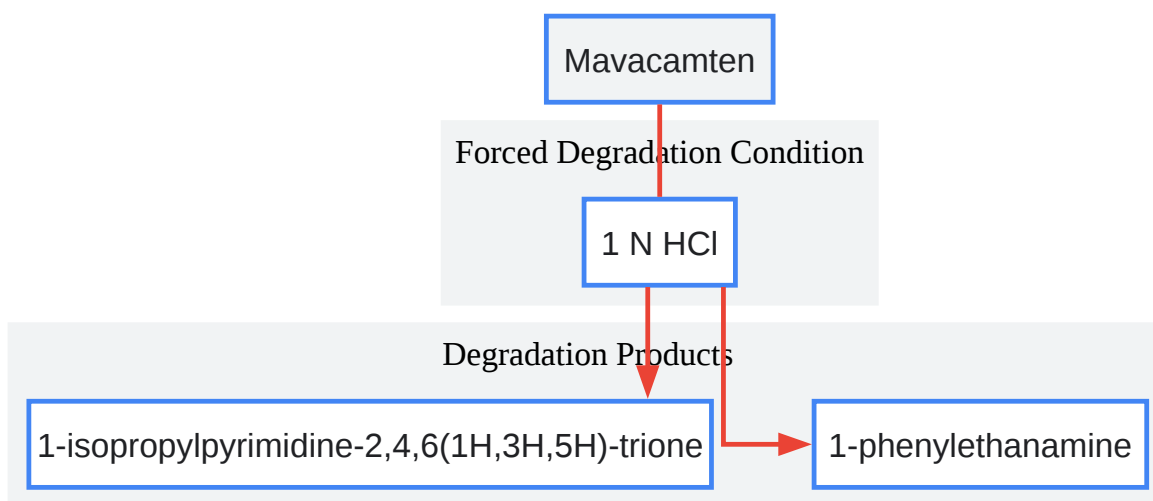 Mavacamten
Forced Degradation Condition
1 N HCl
Degradation Products
1-isopropylpyrimidine-2,4,6(1H,3H,5H)-trione
1-phenylethanamine